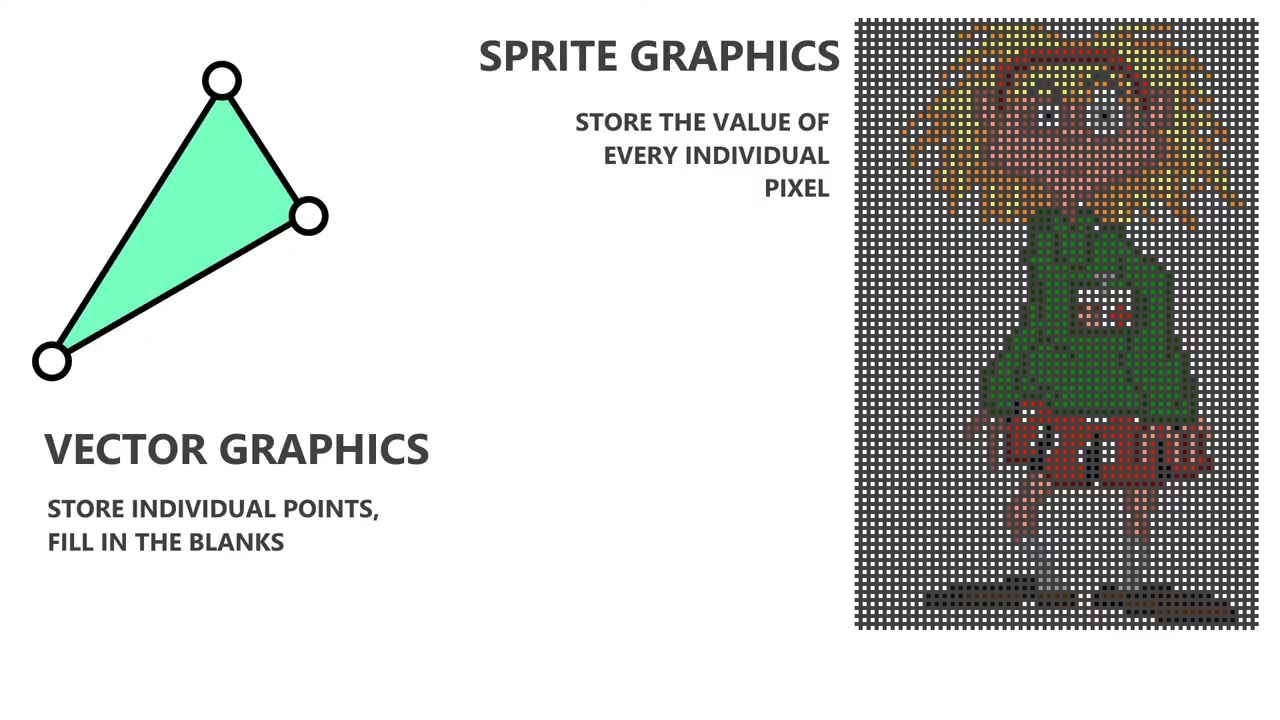 SPRITE GRAPHICS
STORE THE VALUE OF
EVERY INDIVIDUAL
PIXEL
VECTOR GRAPHICS
STORE INDIVIDUAL POINTS,
FILL IN THE BLANKS